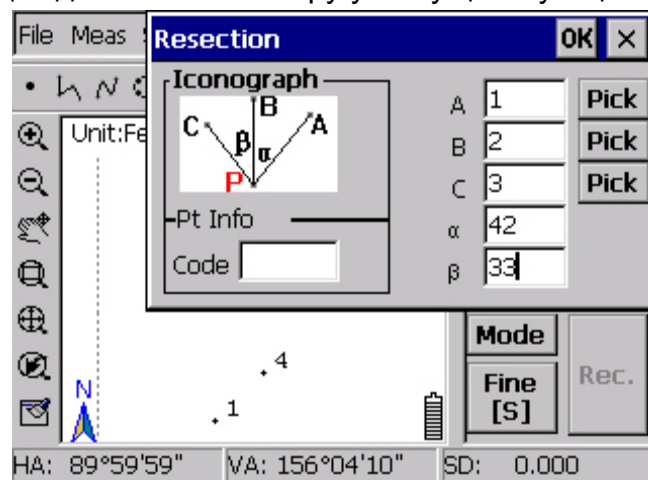 File Meas
Resection OK ×
Iconograph
C B A
β α
P
A 1 Pick
B 2 Pick
C 3 Pick
α 42
β 33
Pt Info
Code
Unit:Fe
4
1
N
Mode
Fine
[S]
Rec.
HA: 89°59'59" VA: 156°04'10" SD: 0.000